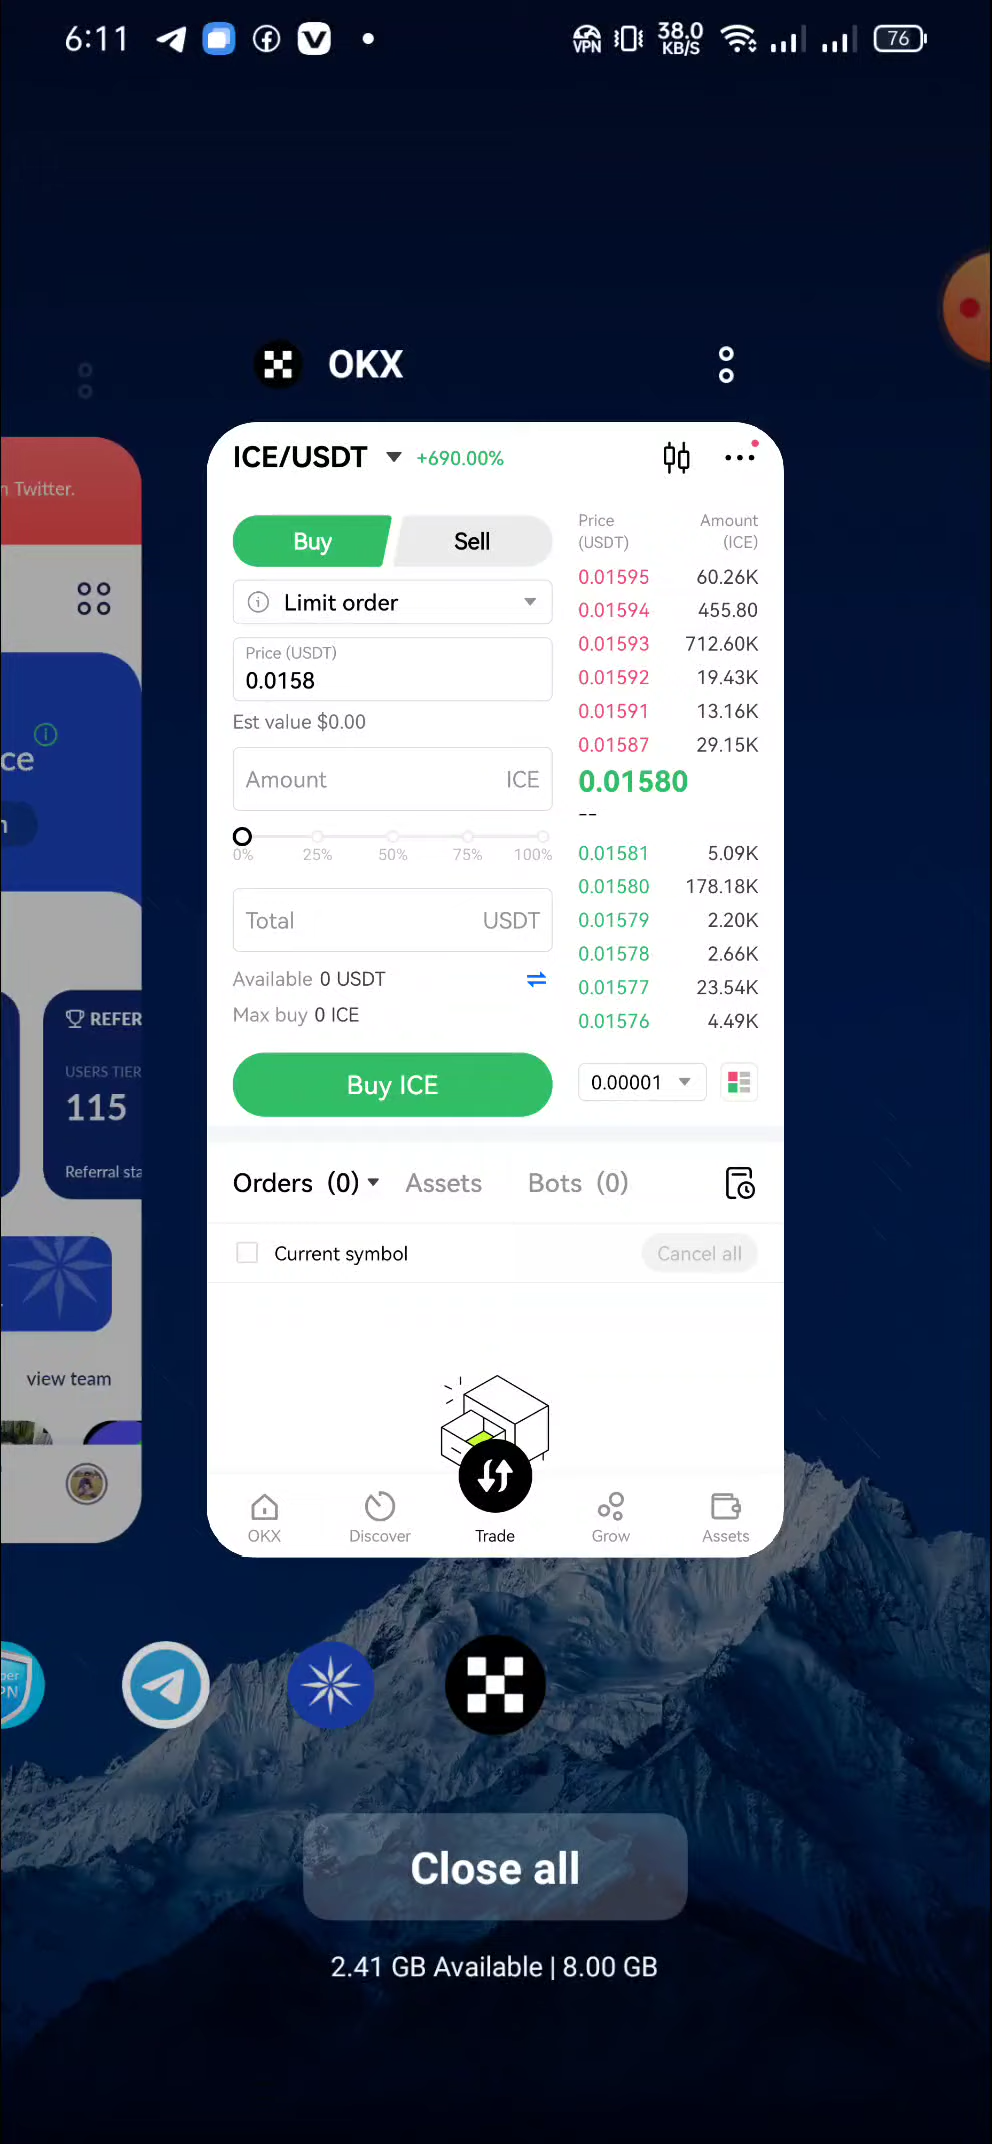 6:11
VPN
38.0
KB/S
76
OKX
n Twitter.
ICE/USDT +690.00%
Buy
Sell
Limit order
Price (USDT)
0.0158
Est value $0.00
Amount ICE
0% 25% 50% 75% 100%
Total USDT
Available 0 USDT
Max buy 0 ICE
Buy ICE
Price
(USDT)
Amount
(ICE)
0.01595 60.26K
0.01594 455.80
0.01593 712.60K
0.01592 19.43K
0.01591 13.16K
0.01587 29.15K
0.01580
--
0.01581 5.09K
0.01580 178.18K
0.01579 2.20K
0.01578 2.66K
0.01577 23.54K
0.01576 4.49K
0.00001
Orders (0) Assets Bots (0)
Current symbol
Cancel all
OKX Discover Trade Grow Assets
ce
REFER
USERS TIER
115
Referral sta
view team
Close all
2.41 GB Available | 8.00 GB